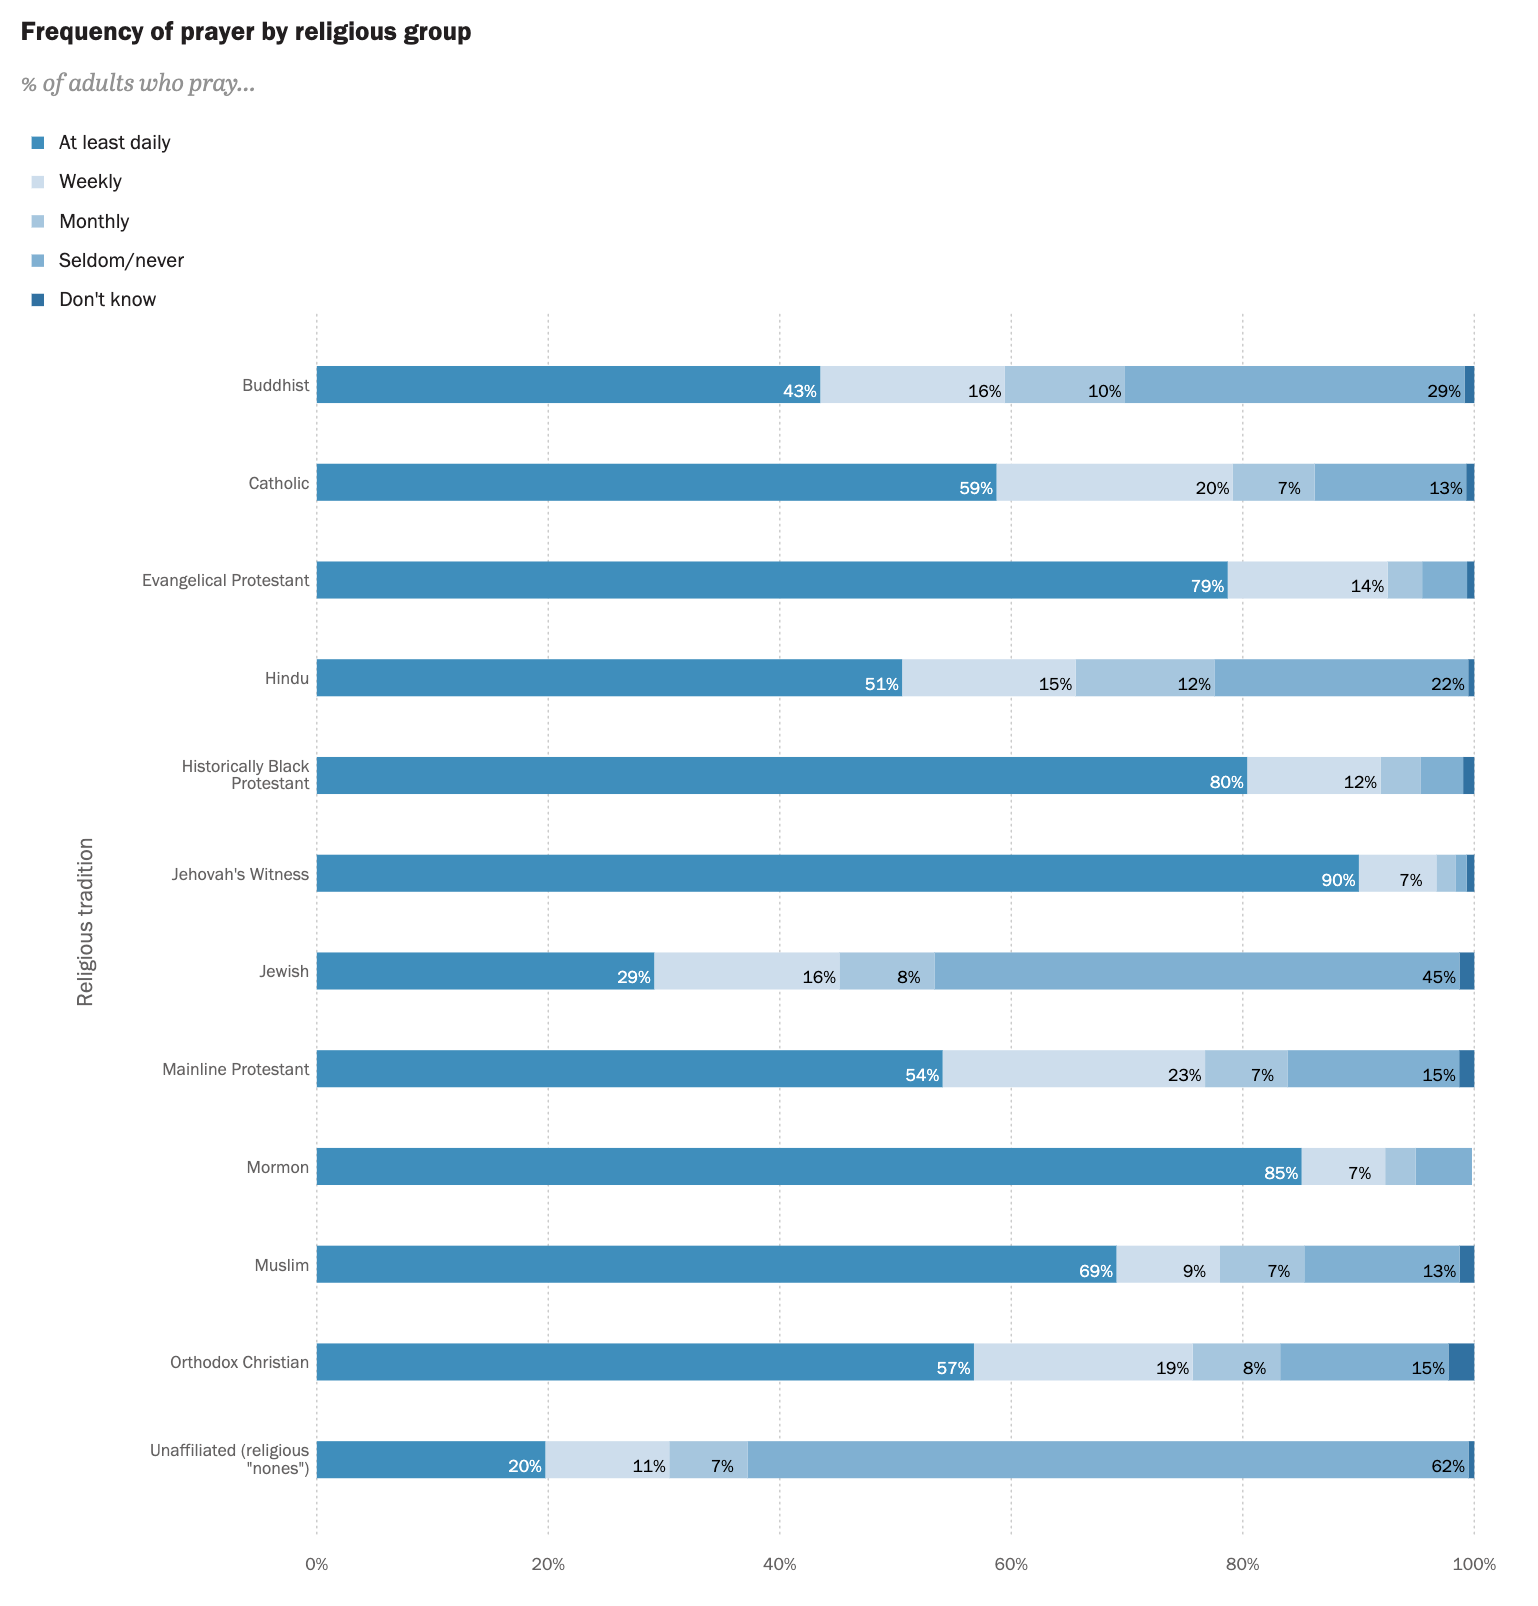 Frequency of prayer by religious group
% of adults who pray...
At least daily
Weekly
Monthly
Seldom/never
Don't know
Religious tradition
Buddhist
43% 16% 10% 29%
Catholic
59% 20% 7% 13%
Evangelical Protestant
79% 14%
Hindu
51% 15% 12% 22%
Historically Black
Protestant
80% 12%
Jehovah's Witness
90% 7%
Jewish
29% 16% 8% 45%
Mainline Protestant
54% 23% 7% 15%
Mormon
85% 7%
Muslim
69% 9% 7% 13%
Orthodox Christian
57% 19% 8% 15%
Unaffiliated (religious
"nones")
20% 11% 7% 62%
0% 20% 40% 60% 80% 100%